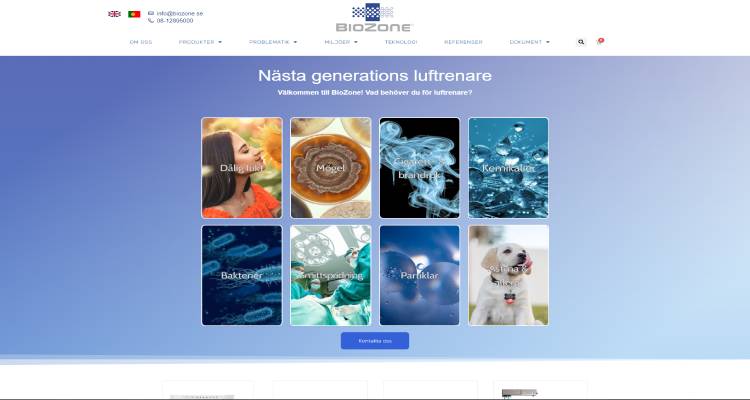 info@biozone.se
08-12895000
BIOZONE
OM OSS
PRODUKTER
PROBLEMATIK
MILJÖER
TEKNOLOGI
REFERENSER
DOKUMENT
Nästa generations luftrenare
Välkommen till BioZone! Vad behöver du för luftrenare?
Dålig lukt
Mögel
Cigarett- &
brandrök
Kemikalier
Bakterier
Smittspridning
Partiklar
Astma &
Kontakta oss